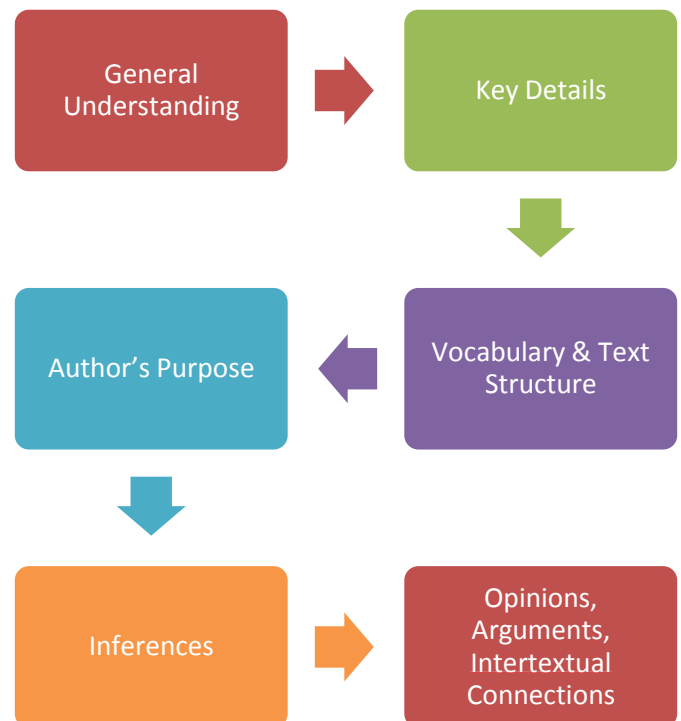 General
Understanding
Key Details
Vocabulary & Text
Structure
Author’s Purpose
Inferences
Opinions,
Arguments,
Intertextual
Connections